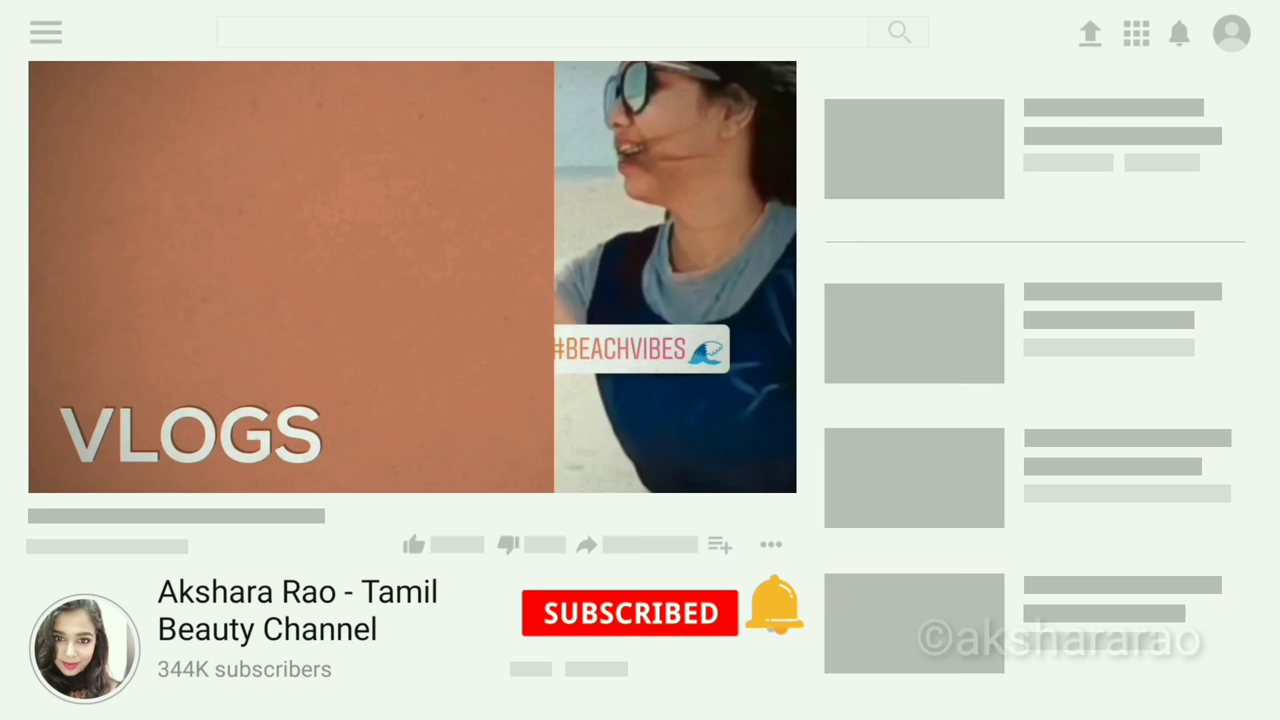 #BEACHVIBES
VLOGS
Akshara Rao - Tamil
Beauty Channel
344K subscribers
SUBSCRIBED
©akshararao